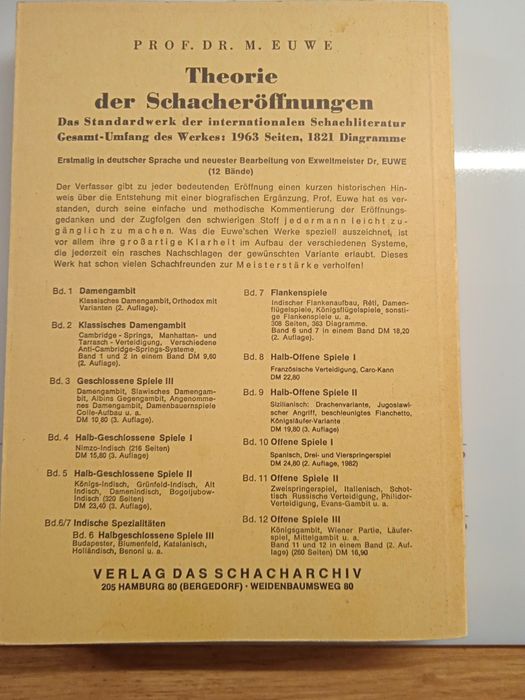 PROF. DR. M. EUWE
Theorie
der Schacheröffnungen
Das Standardwerk der internationalen Schachliteratur
Gesamt-Umfang des Werkes: 1963 Seiten, 1821 Diagramme
Erstmalig in deutscher Sprache und neuester Bearbeitung von Exweltmeister Dr. EUWE
(12 Bände)
Der Verfasser gibt zu jeder bedeutenden Eröffnung einen kurzen historischen Hin-
weis über die Entstehung mit einer biografischen Ergänzung, Prof. Euwe hat es ver-
standen, durch seine einfache und methodische Kommentierung der Eröffnungs-
gedanken und der Zugfolgen den schwierigen Stoff jedermann leicht zu-
gänglich zu machen. Was die Euwe'schen Werke speziell auszeichnet, ist
vor allem ihre großartige Klarheit im Aufbau der verschiedenen Systeme,
die jederzeit ein rasches Nachschlagen der gewünschten Variante erlaubt. Dieses
Werk hat schon vielen Schachfreunden zur Meisterstärke verholfen!
Bd. 1 Damengambit
Klassisches Damengambit, Orthodox mit
Varianten (2. Auflage).
Bd. 2 Klassisches Damengambit
Cambridge - Springs, Manhatten- und
Tarrasch - Verteidigung, Verschiedene
Anti-Cambridge-Springs-Systeme,
Band 1 und 2 in einem Band DM 9,60
(2. Auflage).
Bd. 3 Geschlossene Spiele III
Damengambit, Slawisches Damengam-
bit, Albins Gegengambit, Angenomme-
nes Damengambit, Damenbauernspiele
Colle-Aufbau u. a.
DM 10,80 (3. Auflage).
Bd. 4 Halb-Geschlossene Spiele I
Nimzo-Indisch (216 Seiten)
DM 15,80 (3. Auflage)
Bd. 5 Halb-Geschlossene Spiele II
Königs-Indisch, Grünfeld-Indisch, Alt
Indisch, Damenindisch, Bogoljubow-
Indisch (320 Seiten)
DM 23,40 (3. Auflage)
Bd.6/7 Indische Spezialitäten
Bd. 6 Halbgeschlossene Spiele III
Budapester, Blumenfeld, Katalanisch,
Holländisch, Benoni u. a.
Bd. 7 Flankenspiele
Indischer Flankenaufbau, Réti, Damen-
flügelspiele, Königsflügelspiele, sonsti-
ge Flankenspiele u. a.
308 Seiten, 363 Diagramme.
Band 6 und 7 in einem Band DM 18,20
(2. Auflage).
Bd. 8 Halb-Offene Spiele I
Französische Verteidigung, Caro-Kann
DM 22,80
Bd. 9 Halb-Offene Spiele II
Sizilianisch: Drachenvariante, Jugoslawi-
scher Angriff, beschleunigtes Fianchetto,
Königsläufer-Variante
DM 19,80 (3. Auflage)
Bd. 10 Offene Spiele I
Spanisch, Drei- und Vierspringerspiel
DM 24,80 (2. Auflage, 1982)
Bd. 11 Offene Spiele II
Zweispringerspiel, Italienisch, Schot-
tisch Russische Verteidigung, Philidor-
Verteidigung, Evans-Gambit u. a.
Bd. 12 Offene Spiele III
Königsgambit, Wiener Partie, Läufer-
spiel, Mittelgambit u. a.
Band 11 und 12 in einem Band (2. Auf-
lage) (260 Seiten) DM 16,90
VERLAG DAS SCHACHARCHIV
205 HAMBURG 80 (BERGEDORF) · WEIDENBAUMSWEG 80